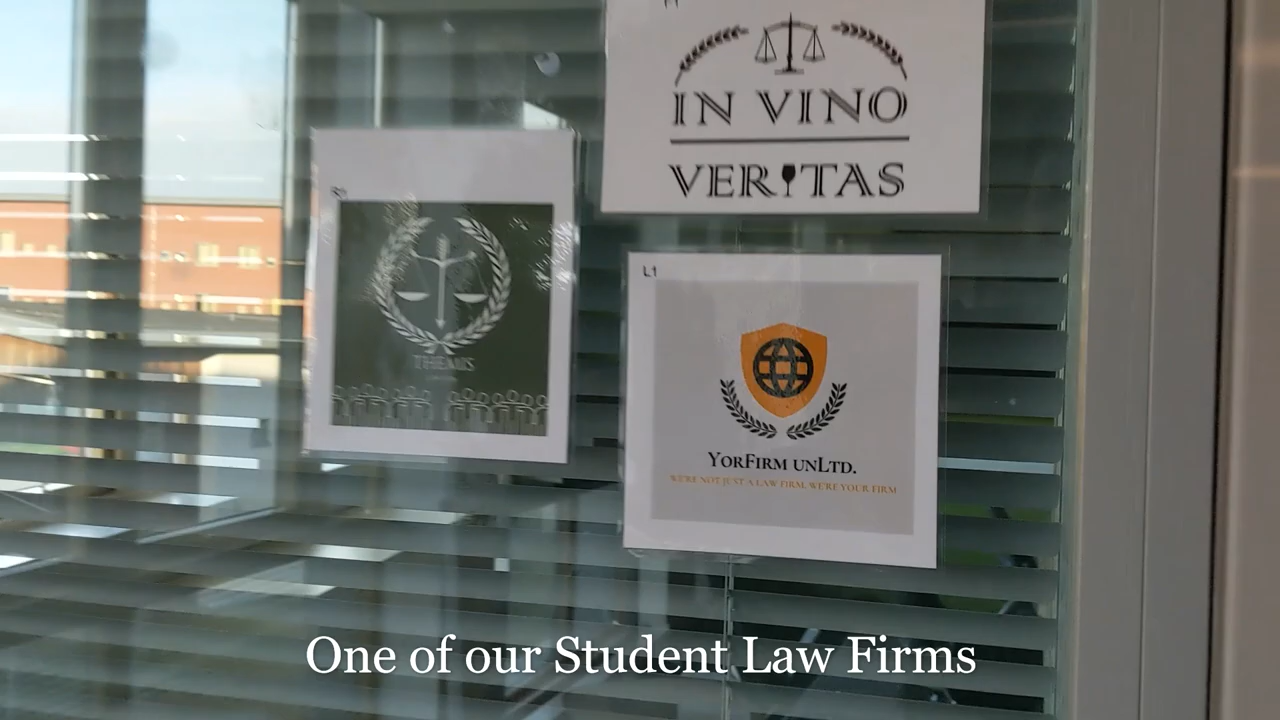 IN VINO
VERITAS
THEMIS
L1
YORFIRM UNLTD.
WE'RE NOT JUST A LAW FIRM, WE'RE YOUR FIRM
One of our Student Law Firms